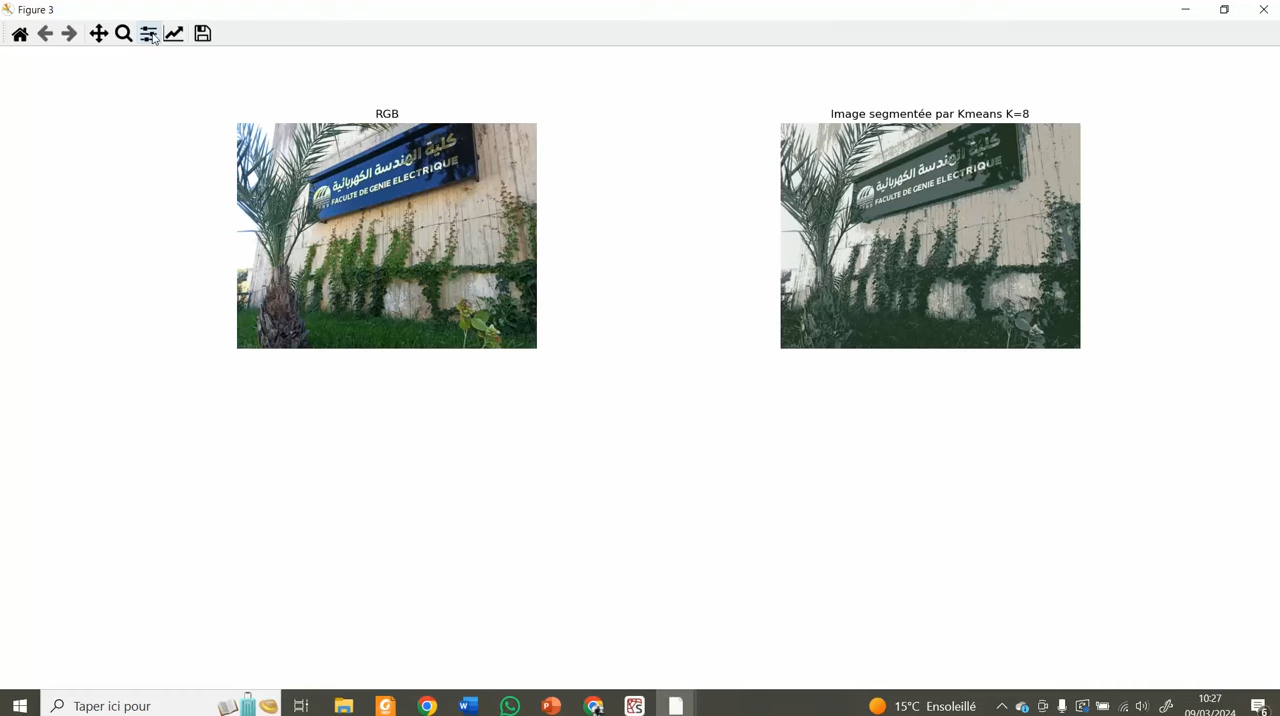 Figure 3
RGB
كلية الهندسة الكهربائية
FACULTE DE GENIE ELECTRIQUE
Image segmentée par Kmeans K=8
كلية الهندسة الكهربائية
FACULTE DE GENIE ELECTRIQUE
Taper ici pour
15°C Ensoleillé
10:27
09/03/2024
6